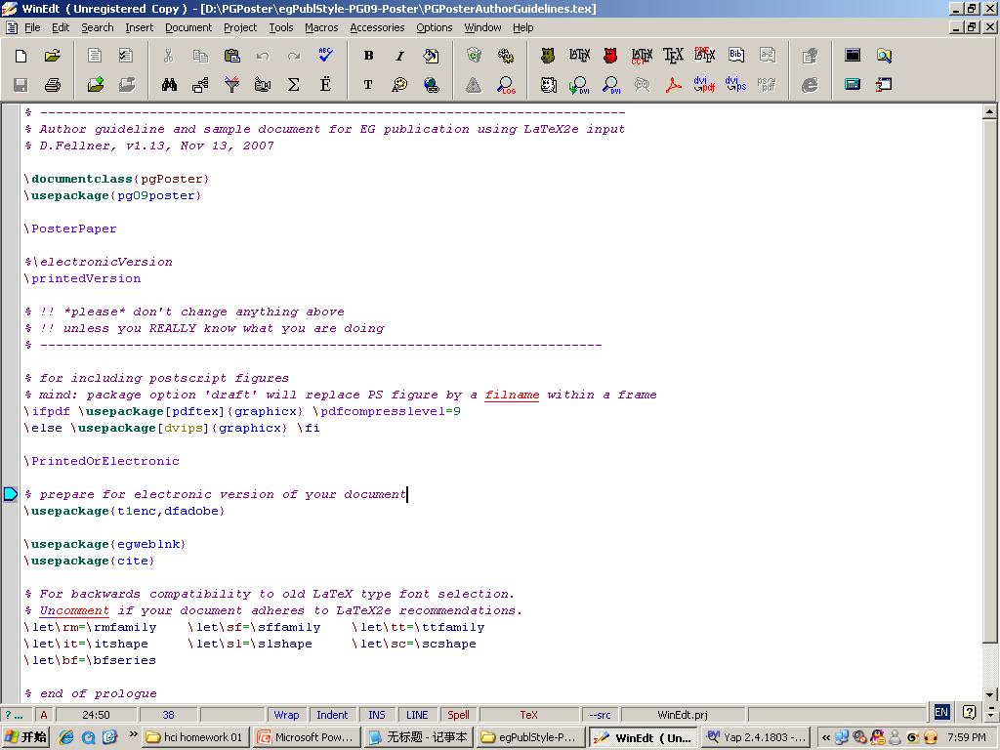 WinEdt ( Unregistered Copy ) - [D:\PGPoster\egPublStyle-PG09-Poster\PGPosterAuthorGuidelines.tex]
File Edit Search Insert Document Project Tools Macros Accessories Options Window Help
% ---------------------------------------------------------------------------
% Author guideline and sample document for EG publication using LaTeX2e input
% D.Fellner, v1.13, Nov 13, 2007
\documentclass{pgPoster}
\usepackage{pg09poster}
\PosterPaper
%\electronicVersion
\printedVersion
% !! *please* don't change anything above
% !! unless you REALLY know what you are doing
% ------------------------------------------------------------------------
% for including postscript figures
% mind: package option 'draft' will replace PS figure by a filname within a frame
\ifpdf \usepackage[pdftex]{graphicx} \pdfcompresslevel=9
\else \usepackage[dvips]{graphicx} \fi
\PrintedOrElectronic
% prepare for electronic version of your document
\usepackage{t1enc,dfadobe}
\usepackage{egweblnk}
\usepackage{cite}
% For backwards compatibility to old LaTeX type font selection.
% Uncomment if your document adheres to LaTeX2e recommendations.
\let\rm=\rmfamily    \let\sf=\sffamily    \let\tt=\ttfamily
\let\it=\itshape     \let\sl=\slshape     \let\sc=\scshape
\let\bf=\bfseries
% end of prologue
? ... A 24:50 38 Wrap Indent INS LINE Spell TeX --src WinEdt.prj EN
开始 » hci homework 01 Microsoft Pow... 无标题 - 记事本 egPublStyle-P... WinEdt ( Un... Yap 2.4.1803 -... « 7:59 PM